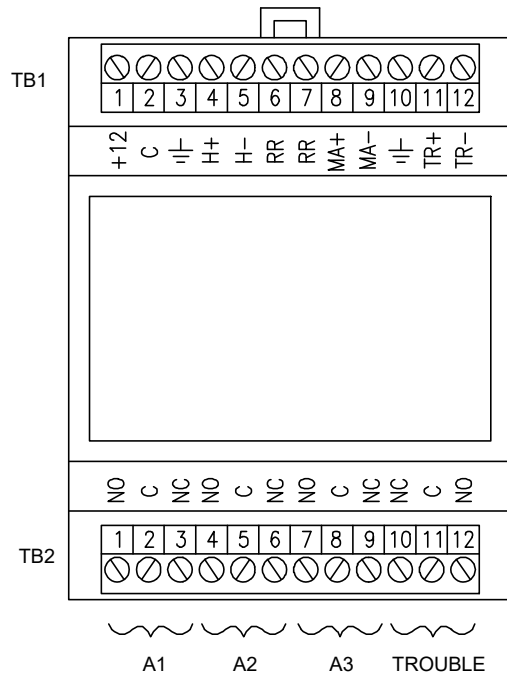 TB1
1 2 3 4 5 6 7 8 9 10 11 12
+12 C H+ H- RR RR MA+ MA- TR+ TR-
NO C NC NO C NC NO C NC NC C NO
TB2
1 2 3 4 5 6 7 8 9 10 11 12
A1 A2 A3 TROUBLE